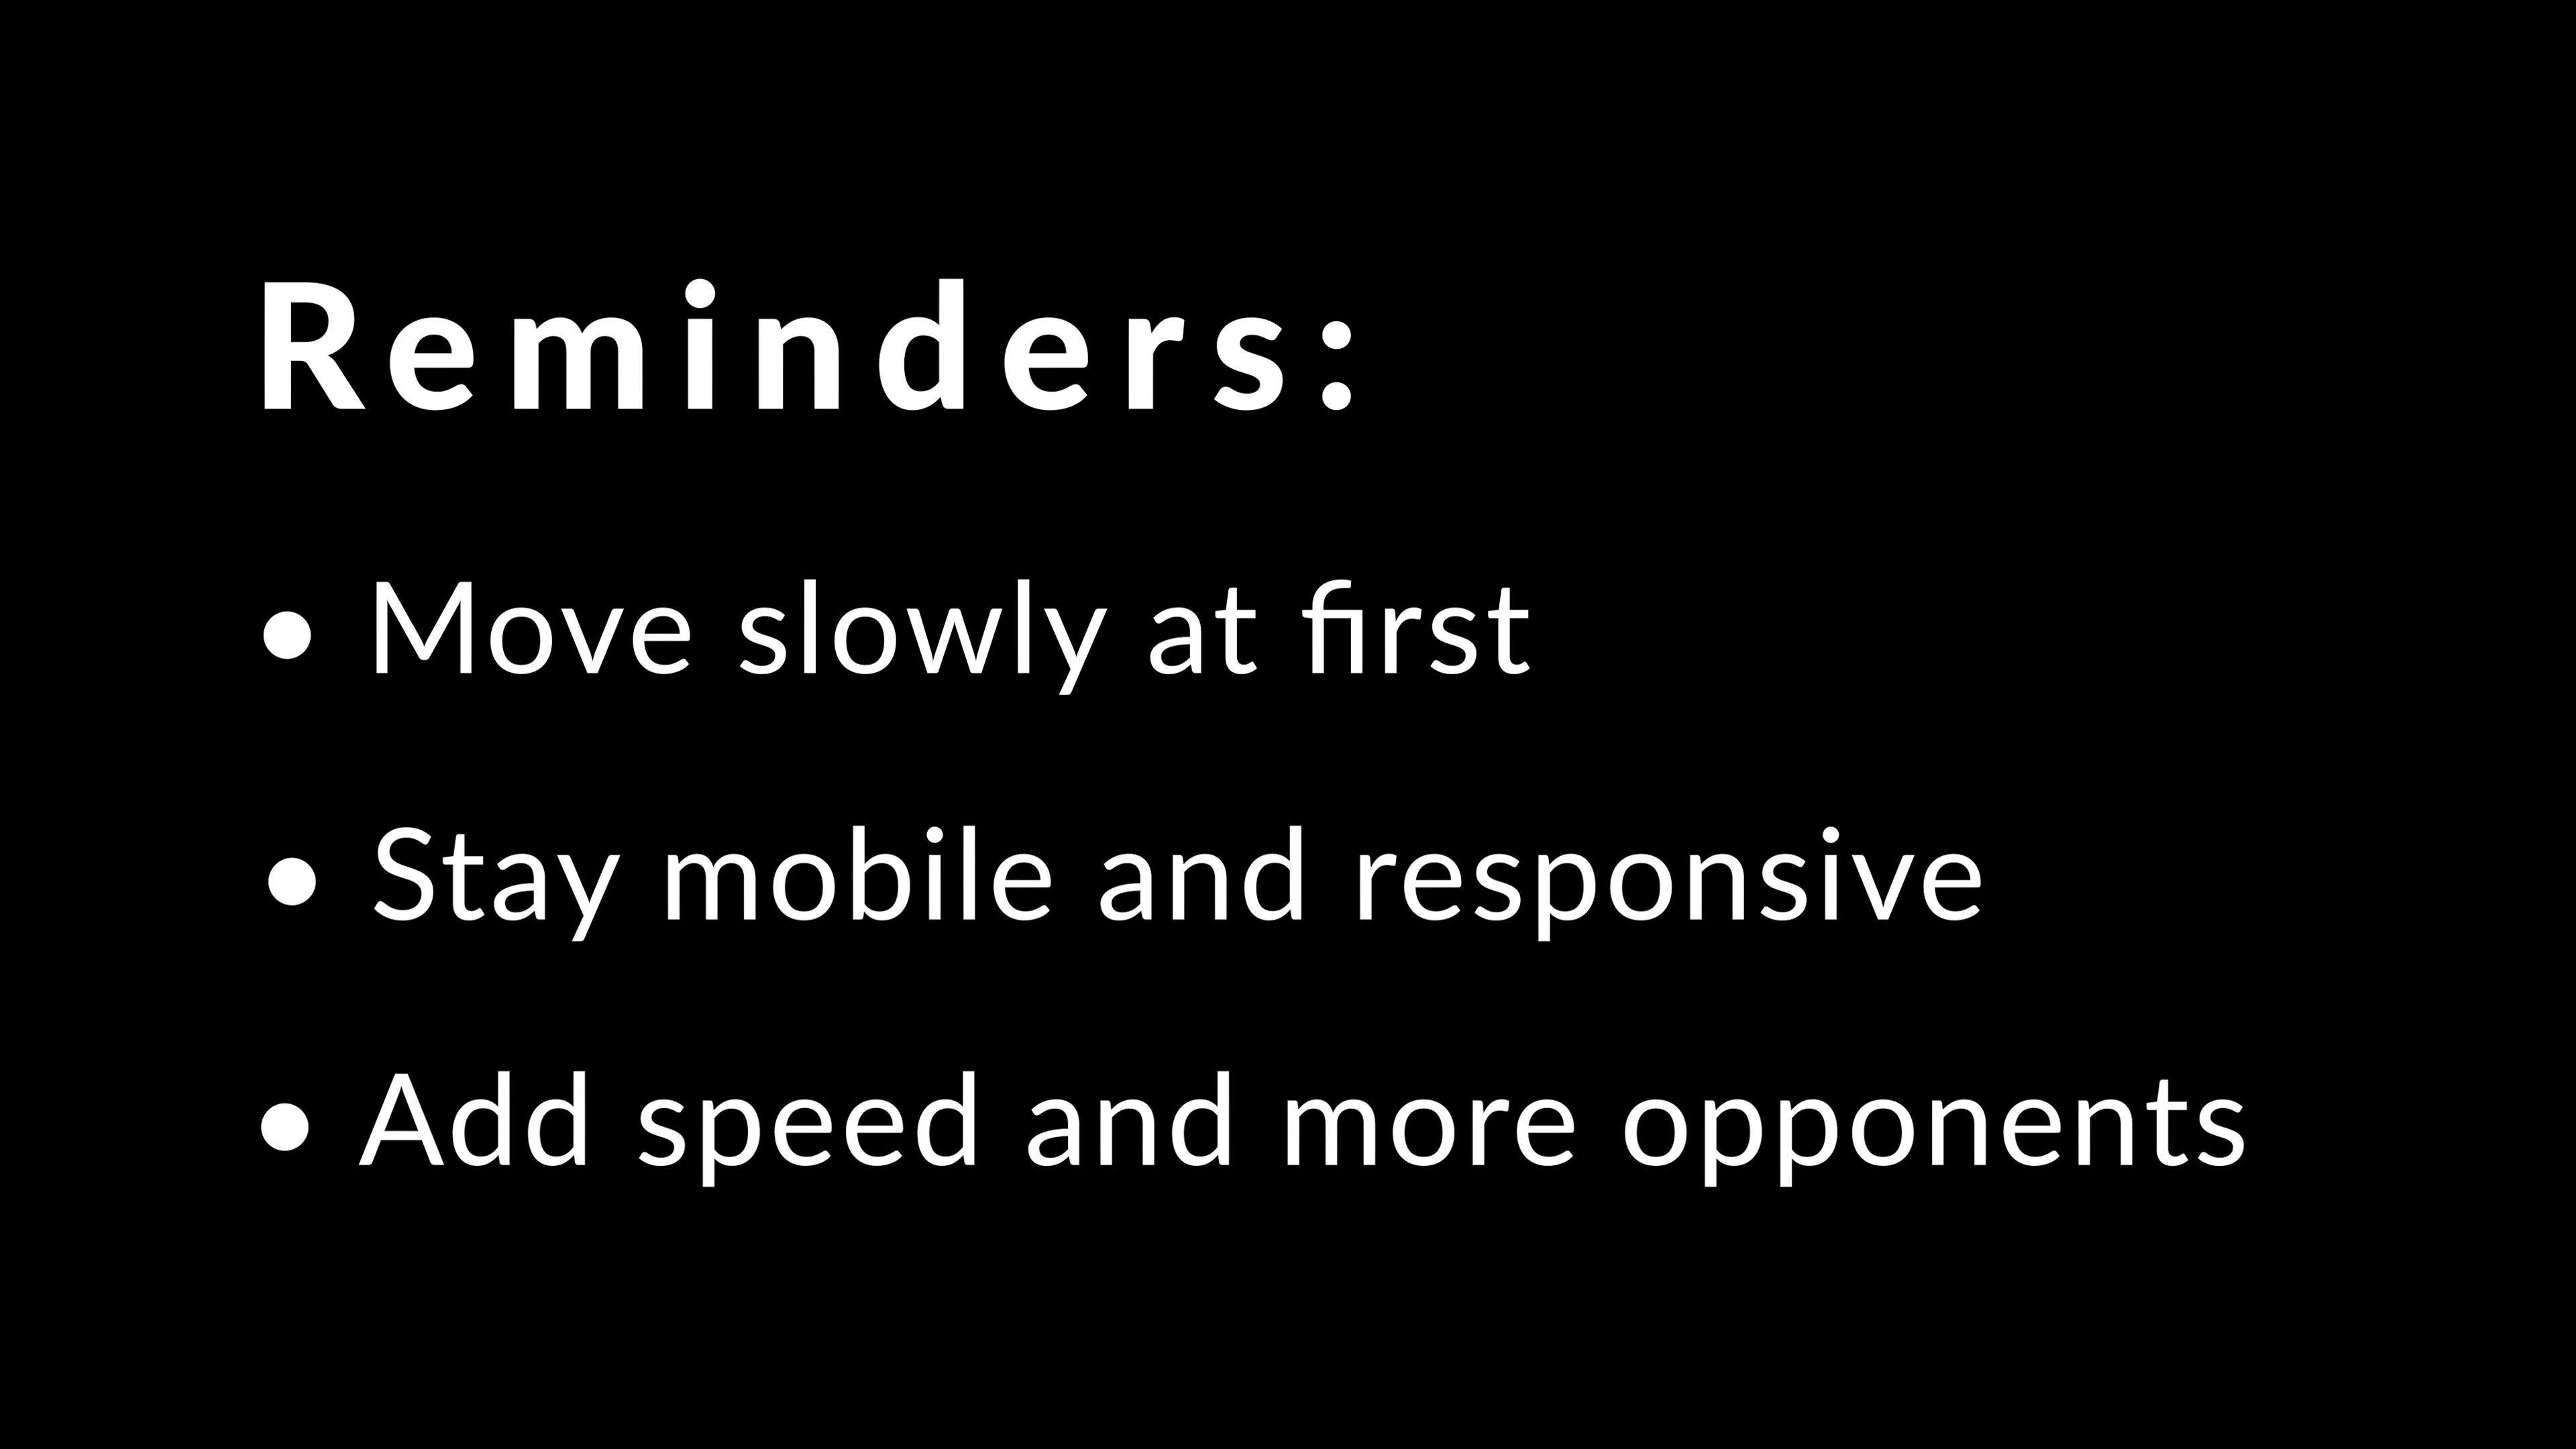 Reminders:
• Move slowly at first
• Stay mobile and responsive
• Add speed and more opponents